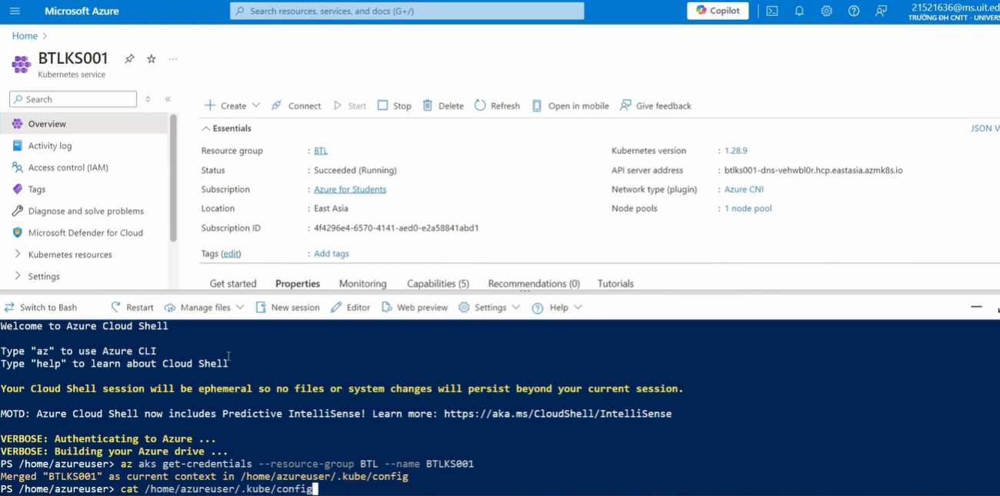 Microsoft Azure
Search resources, services, and docs (G+/)
Copilot
21521636@ms.uit.ed
TRƯỜNG ĐH CNTT - UNIVERS
Home >
BTLKS001
Kubernetes service
Search
Create
Connect
Start
Stop
Delete
Refresh
Open in mobile
Give feedback
Overview
Activity log
Access control (IAM)
Tags
Diagnose and solve problems
Microsoft Defender for Cloud
Kubernetes resources
Settings
Essentials
JSON V
Resource group : BTL
Status : Succeeded (Running)
Subscription : Azure for Students
Location : East Asia
Subscription ID : 4f4296e4-6570-4141-aed0-e2a58841abd1
Tags (edit) : Add tags
Kubernetes version : 1.28.9
API server address : btlks001-dns-vehwbl0r.hcp.eastasia.azmk8s.io
Network type (plugin) : Azure CNI
Node pools : 1 node pool
Get started
Properties
Monitoring
Capabilities (5)
Recommendations (0)
Tutorials
Switch to Bash
Restart
Manage files
New session
Editor
Web preview
Settings
Help
Welcome to Azure Cloud Shell
Type "az" to use Azure CLI
Type "help" to learn about Cloud Shell
Your Cloud Shell session will be ephemeral so no files or system changes will persist beyond your current session.
MOTD: Azure Cloud Shell now includes Predictive IntelliSense! Learn more: https://aka.ms/CloudShell/IntelliSense
VERBOSE: Authenticating to Azure ...
VERBOSE: Building your Azure drive ...
PS /home/azureuser> az aks get-credentials --resource-group BTL --name BTLKS001
Merged "BTLKS001" as current context in /home/azureuser/.kube/config
PS /home/azureuser> cat /home/azureuser/.kube/config